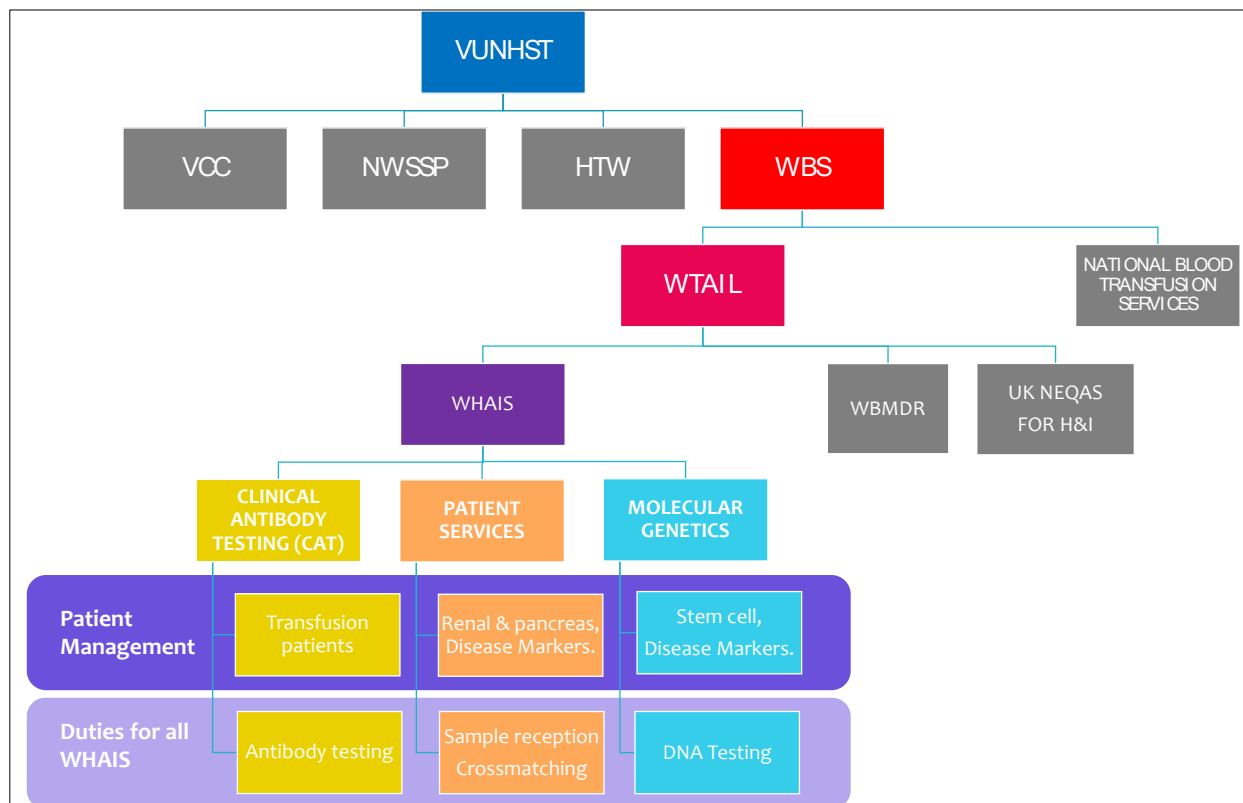 VUNHST
VCC
NWSSP
HTW
WBS
WTAIL
NATIONAL BLOOD
TRANSFUSION
SERVICES
WHAIS
WBMDR
UK NEQAS
FOR H&I
CLINICAL
ANTIBODY
TESTING (CAT)
PATIENT
SERVICES
MOLECULAR
GENETICS
Patient
Management
Transfusion
patients
Renal & pancreas,
Disease Markers.
Stem cell,
Disease Markers.
Duties for all
WHAIS
Antibody testing
Sample reception
Crossmatching
DNA Testing